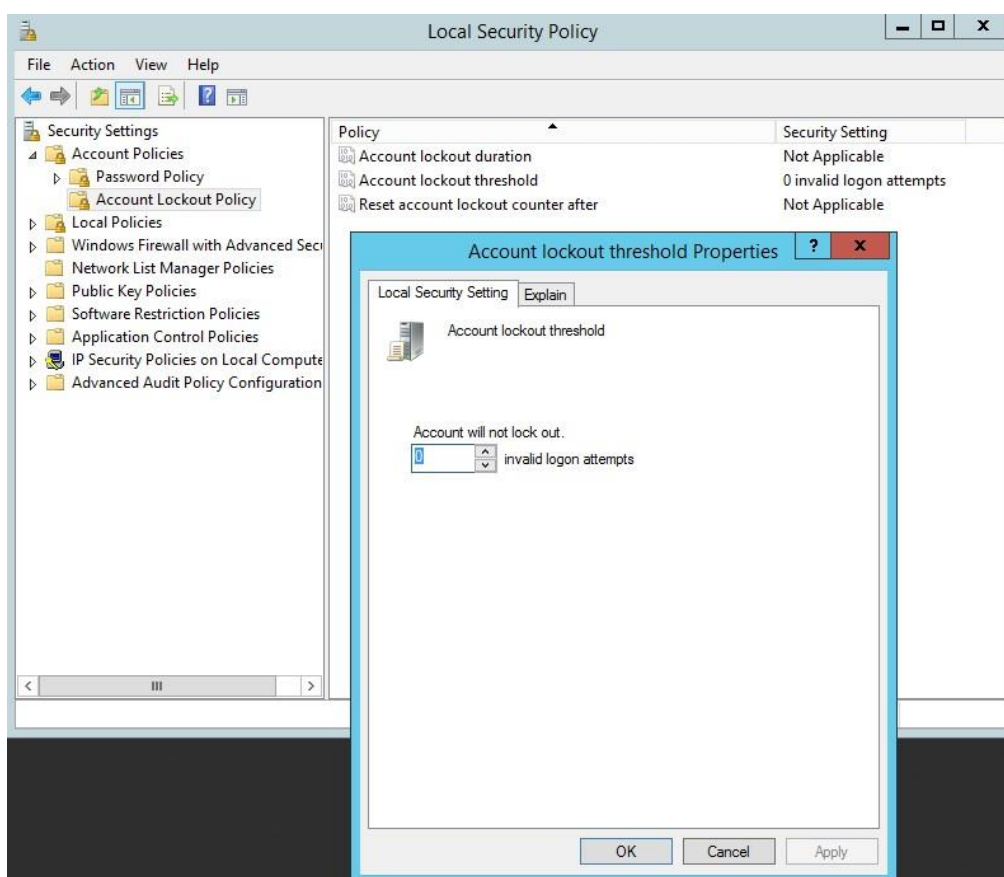 Local Security Policy
File Action View Help
Security Settings
Account Policies
Password Policy
Account Lockout Policy
Local Policies
Windows Firewall with Advanced Secu
Network List Manager Policies
Public Key Policies
Software Restriction Policies
Application Control Policies
IP Security Policies on Local Compute
Advanced Audit Policy Configuration
Policy Security Setting
Account lockout duration Not Applicable
Account lockout threshold 0 invalid logon attempts
Reset account lockout counter after Not Applicable
Account lockout threshold Properties
Local Security Setting Explain
Account lockout threshold
Account will not lock out.
0 invalid logon attempts
OK Cancel Apply